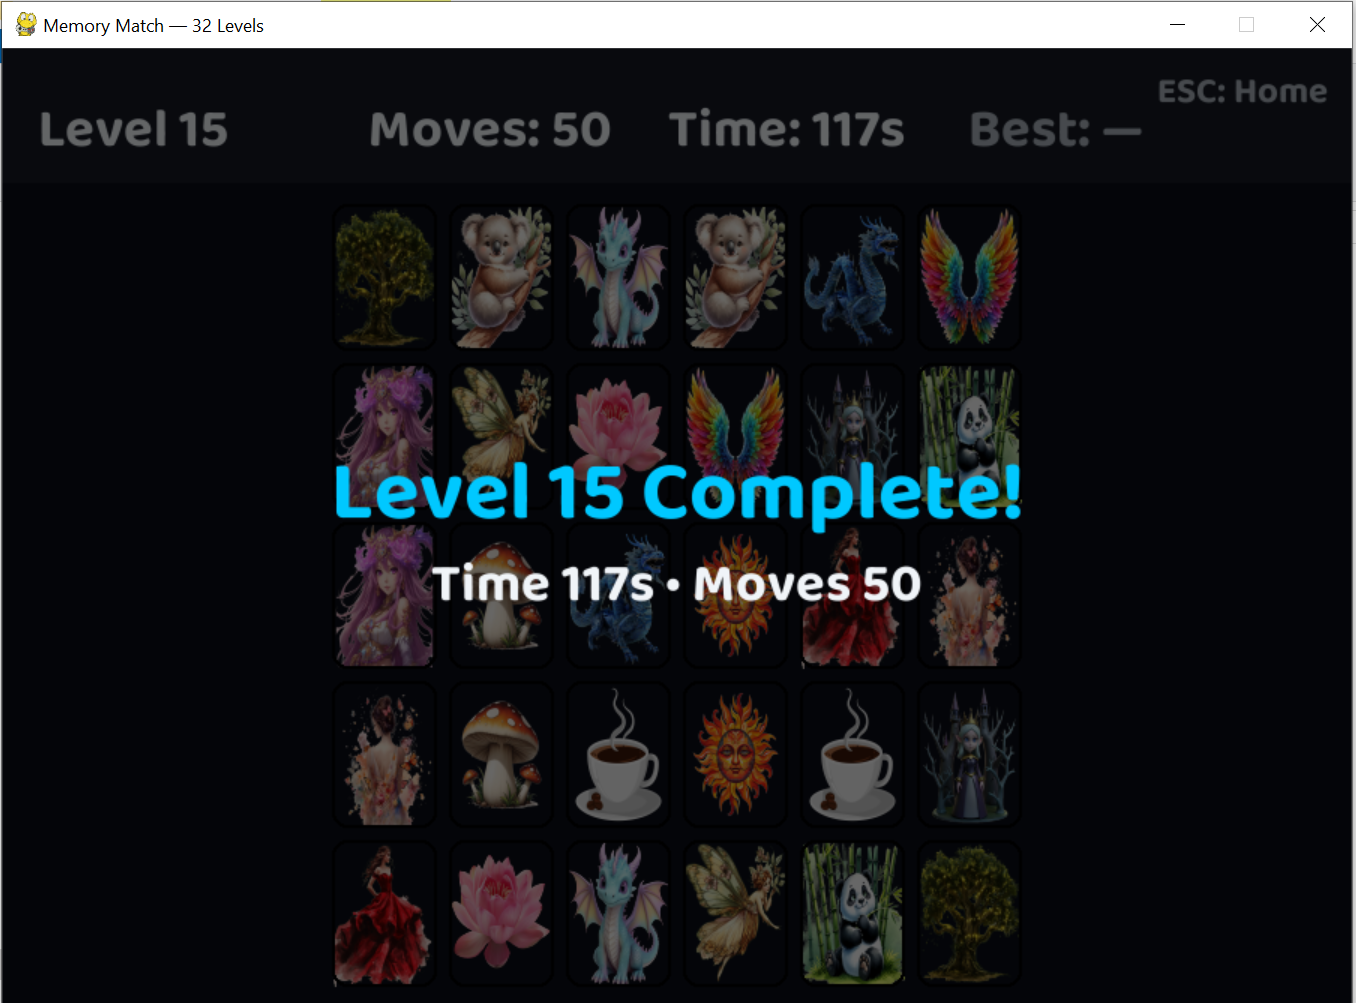 Memory Match — 32 Levels
ESC: Home
Level 15 Moves: 50 Time: 117s Best: —
Level 15 Complete!
Time 117s • Moves 50